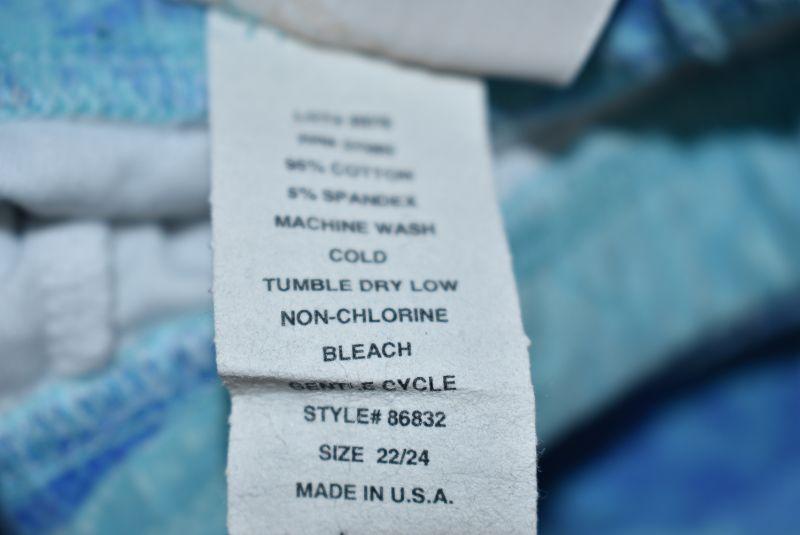 95% COTTON
5% SPANDEX
MACHINE WASH
COLD
TUMBLE DRY LOW
NON-CHLORINE
BLEACH
GENTLE CYCLE
STYLE# 86832
SIZE 22/24
MADE IN U.S.A.